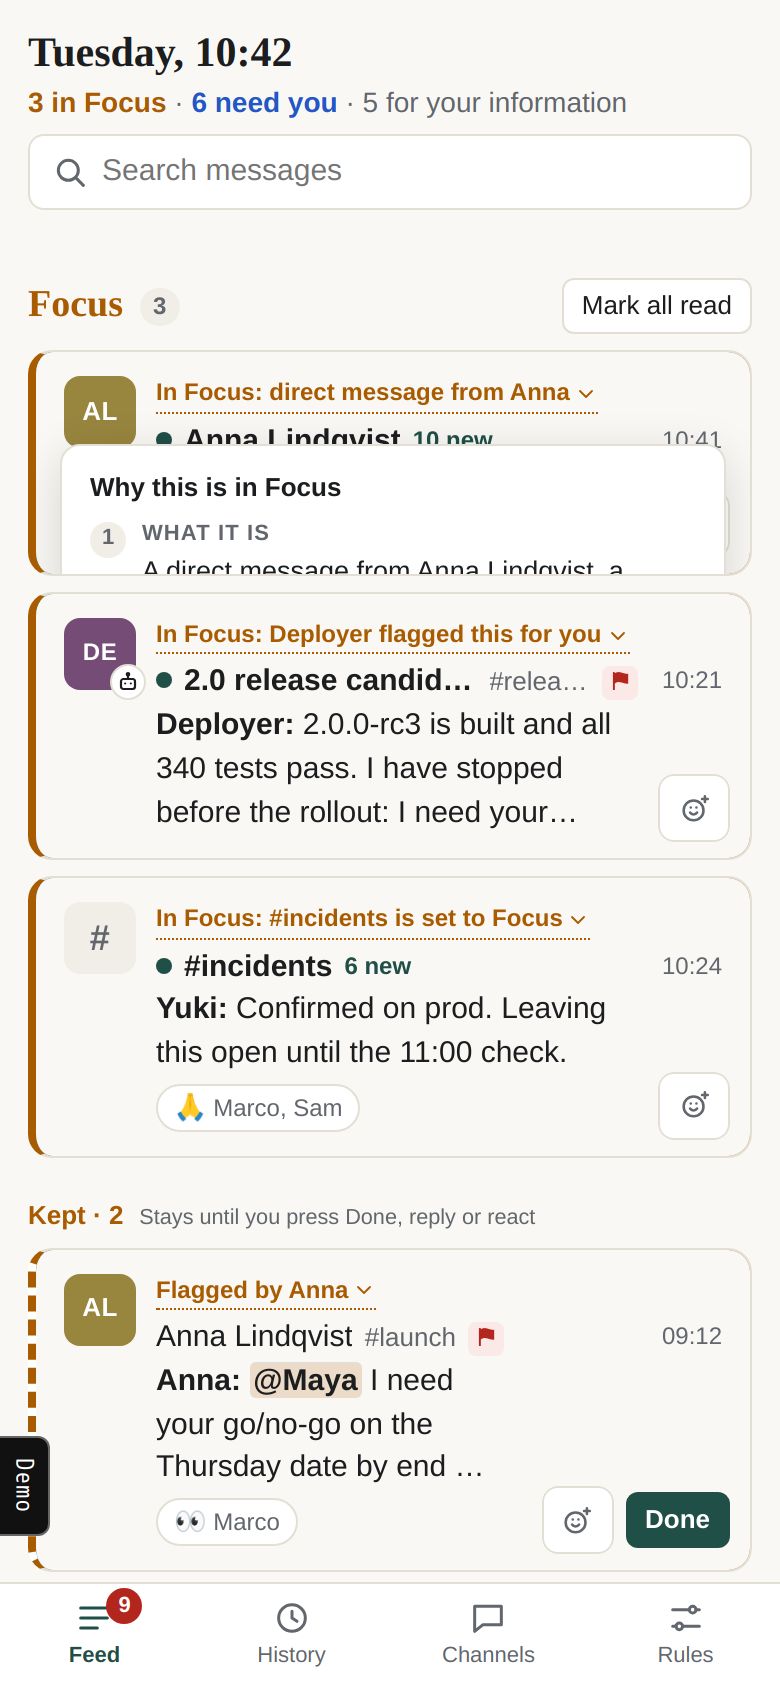 Tuesday, 10:42
3 in Focus · 6 need you · 5 for your information
Search messages
Focus 3 Mark all read
AL In Focus: direct message from Anna
Anna Lindqvist 10 new 10:41
Why this is in Focus
1 WHAT IT IS
A direct message from Anna Lindqvist, a
DE In Focus: Deployer flagged this for you
2.0 release candid… #relea… 10:21
Deployer: 2.0.0-rc3 is built and all
340 tests pass. I have stopped
before the rollout: I need your…
# In Focus: #incidents is set to Focus
#incidents 6 new 10:24
Yuki: Confirmed on prod. Leaving
this open until the 11:00 check.
🙏 Marco, Sam
Kept · 2 Stays until you press Done, reply or react
AL Flagged by Anna
Anna Lindqvist #launch 09:12
Anna: @Maya I need
your go/no-go on the
Thursday date by end …
👀 Marco Done
Demo
9
Feed History Channels Rules